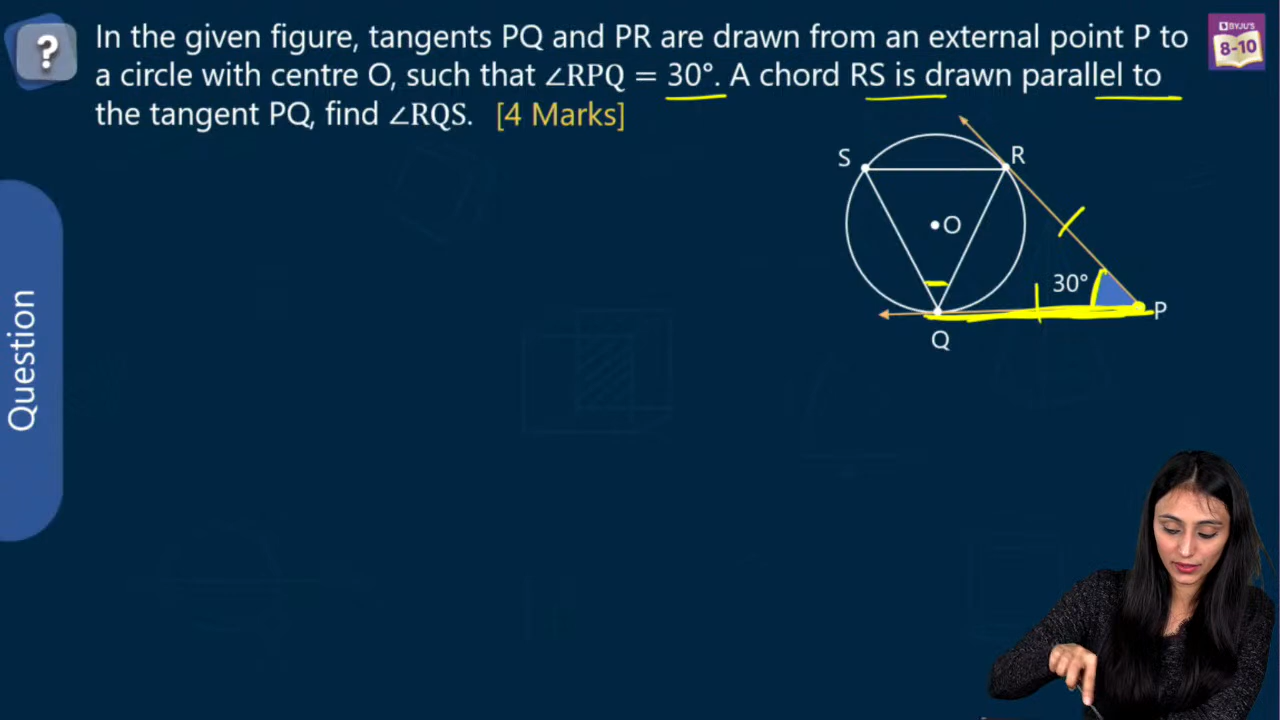 In the given figure, tangents PQ and PR are drawn from an external point P to
a circle with centre O, such that ∠RPQ = 30°. A chord RS is drawn parallel to
the tangent PQ, find ∠RQS. [4 Marks]
?
BYJU'S
8-10
Question
S
R
O
30°
P
Q